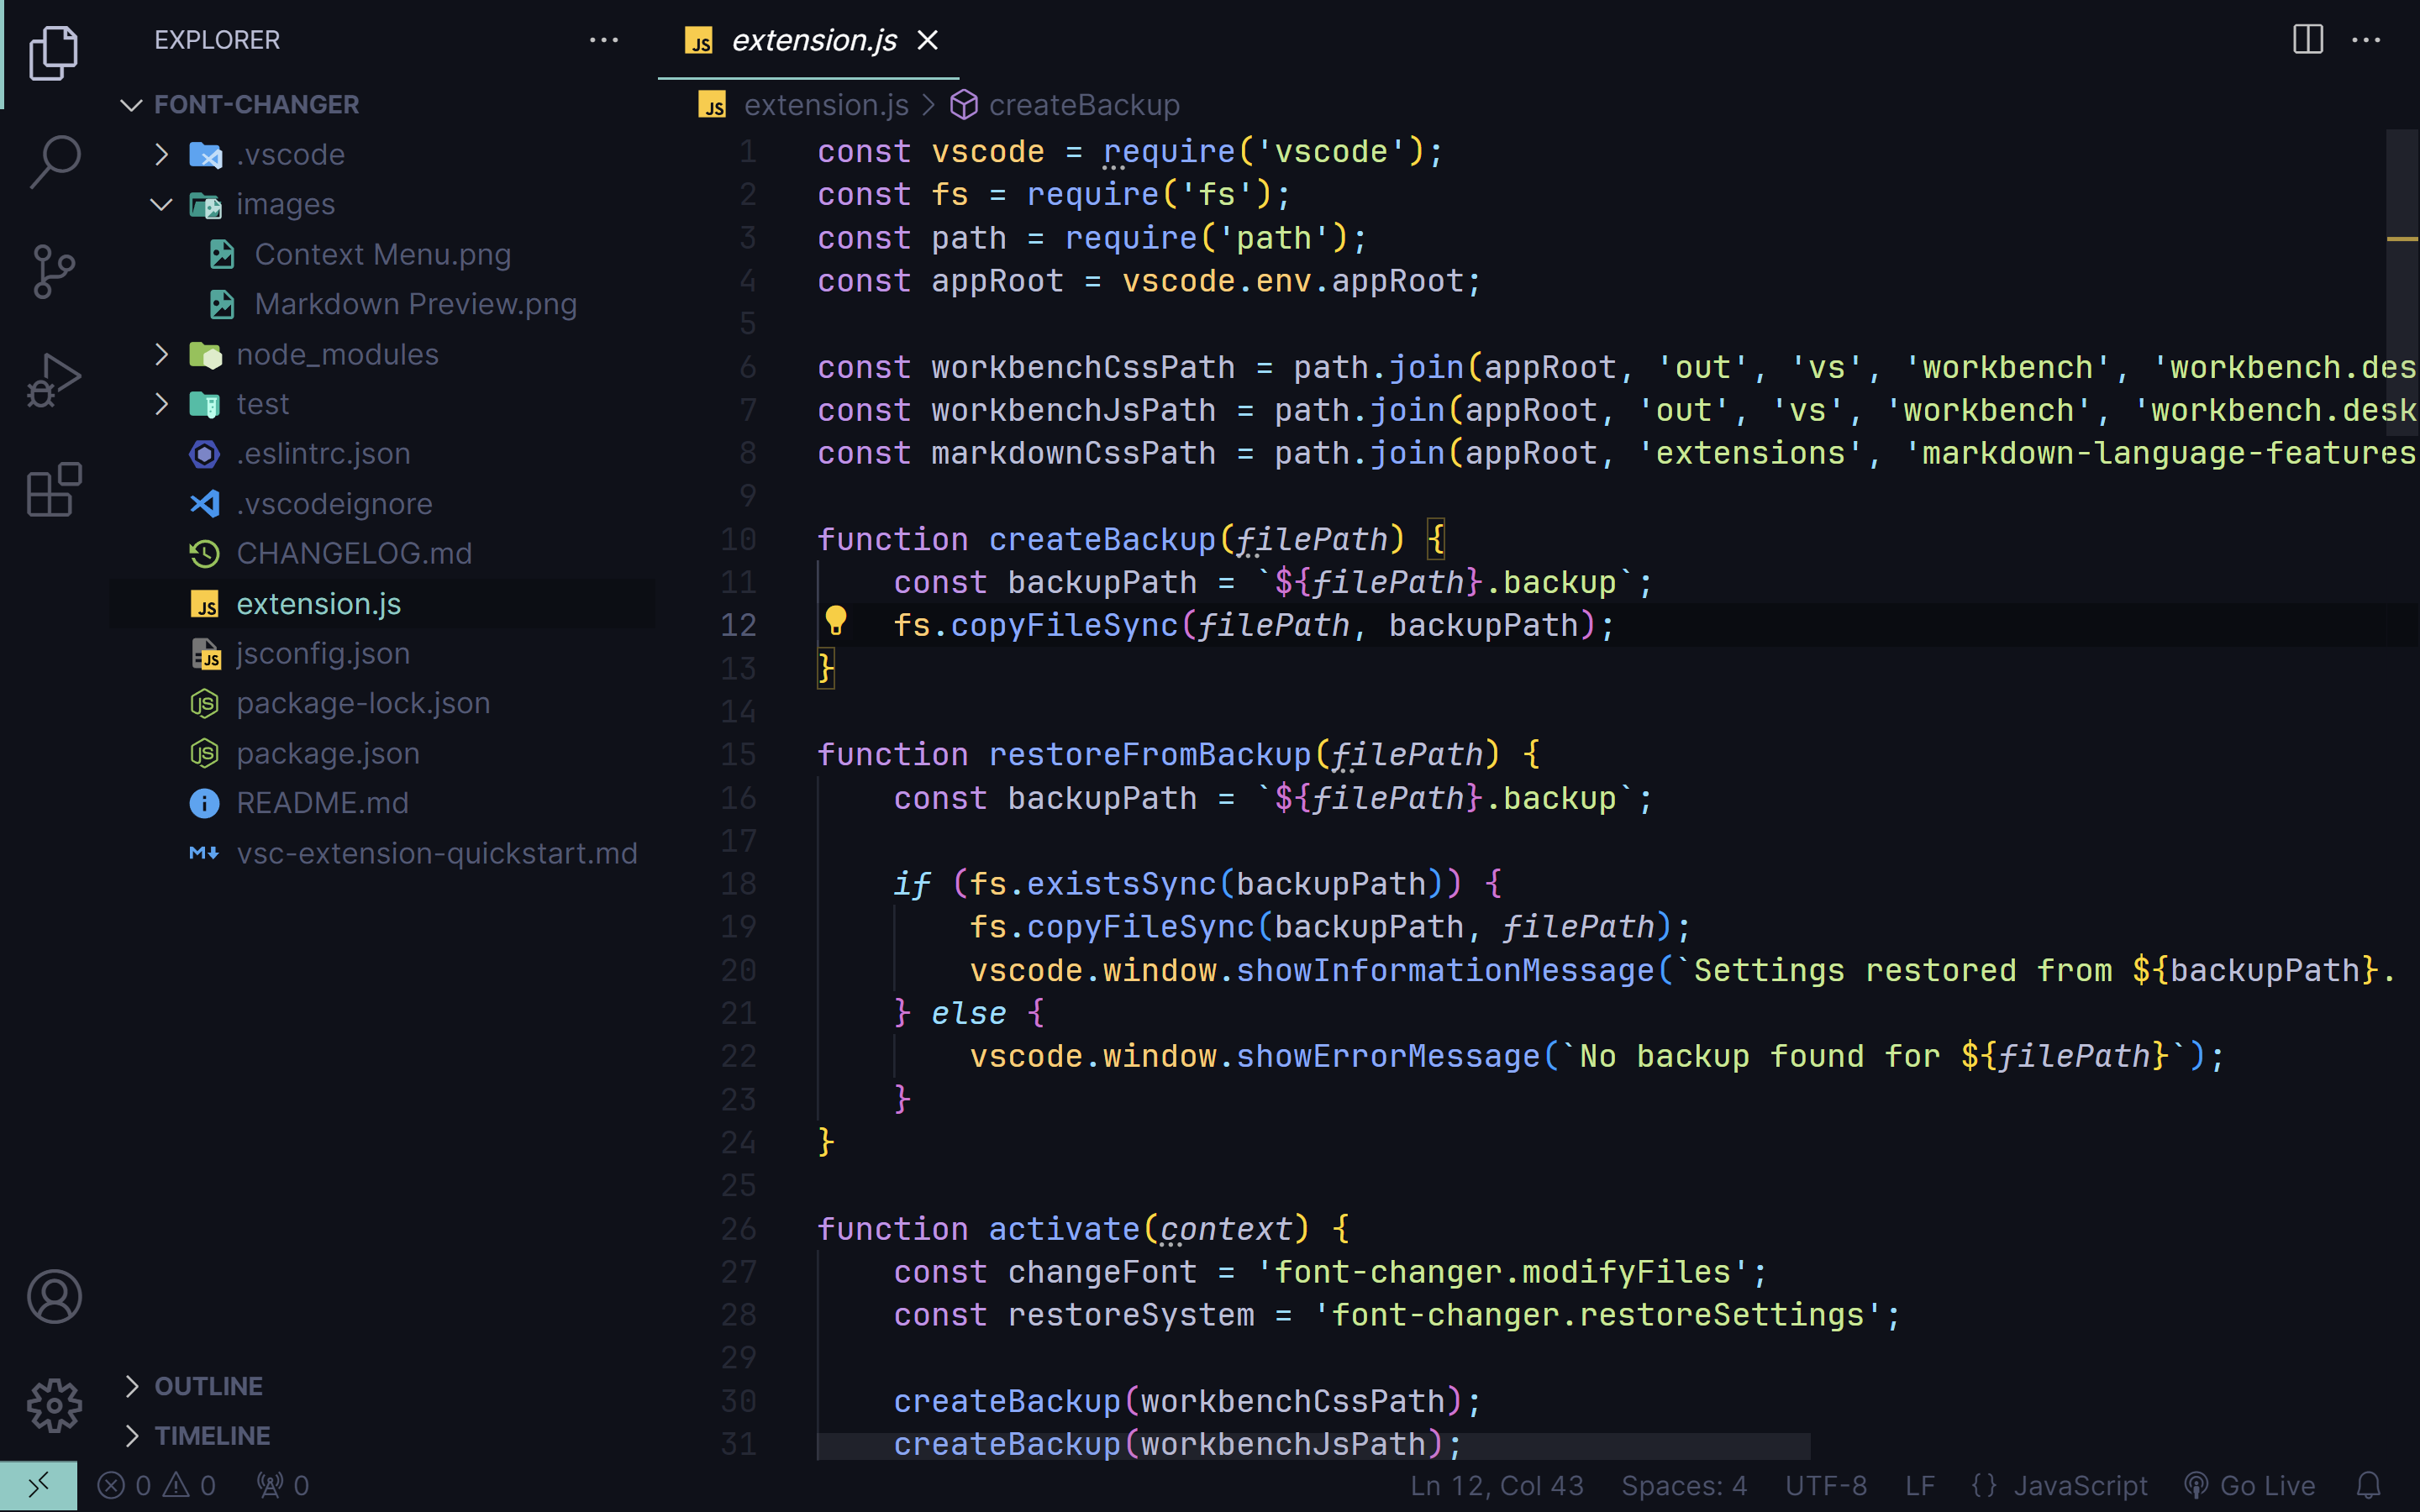 EXPLORER
FONT-CHANGER
.vscode
images
Context Menu.png
Markdown Preview.png
node_modules
test
.eslintrc.json
.vscodeignore
CHANGELOG.md
JS extension.js
JS jsconfig.json
package-lock.json
package.json
README.md
vsc-extension-quickstart.md
OUTLINE
TIMELINE
JS extension.js
JS extension.js > createBackup
1 const vscode = require('vscode');
2 const fs = require('fs');
3 const path = require('path');
4 const appRoot = vscode.env.appRoot;
5
6 const workbenchCssPath = path.join(appRoot, 'out', 'vs', 'workbench', 'workbench.des
7 const workbenchJsPath = path.join(appRoot, 'out', 'vs', 'workbench', 'workbench.desk
8 const markdownCssPath = path.join(appRoot, 'extensions', 'markdown-language-features
9
10 function createBackup(filePath) {
11 const backupPath = `${filePath}.backup`;
12 fs.copyFileSync(filePath, backupPath);
13 }
14
15 function restoreFromBackup(filePath) {
16 const backupPath = `${filePath}.backup`;
17
18 if (fs.existsSync(backupPath)) {
19 fs.copyFileSync(backupPath, filePath);
20 vscode.window.showInformationMessage(`Settings restored from ${backupPath}.
21 } else {
22 vscode.window.showErrorMessage(`No backup found for ${filePath}`);
23 }
24 }
25
26 function activate(context) {
27 const changeFont = 'font-changer.modifyFiles';
28 const restoreSystem = 'font-changer.restoreSettings';
29
30 createBackup(workbenchCssPath);
31 createBackup(workbenchJsPath);
0 0 0 Ln 12, Col 43 Spaces: 4 UTF-8 LF {} JavaScript Go Live